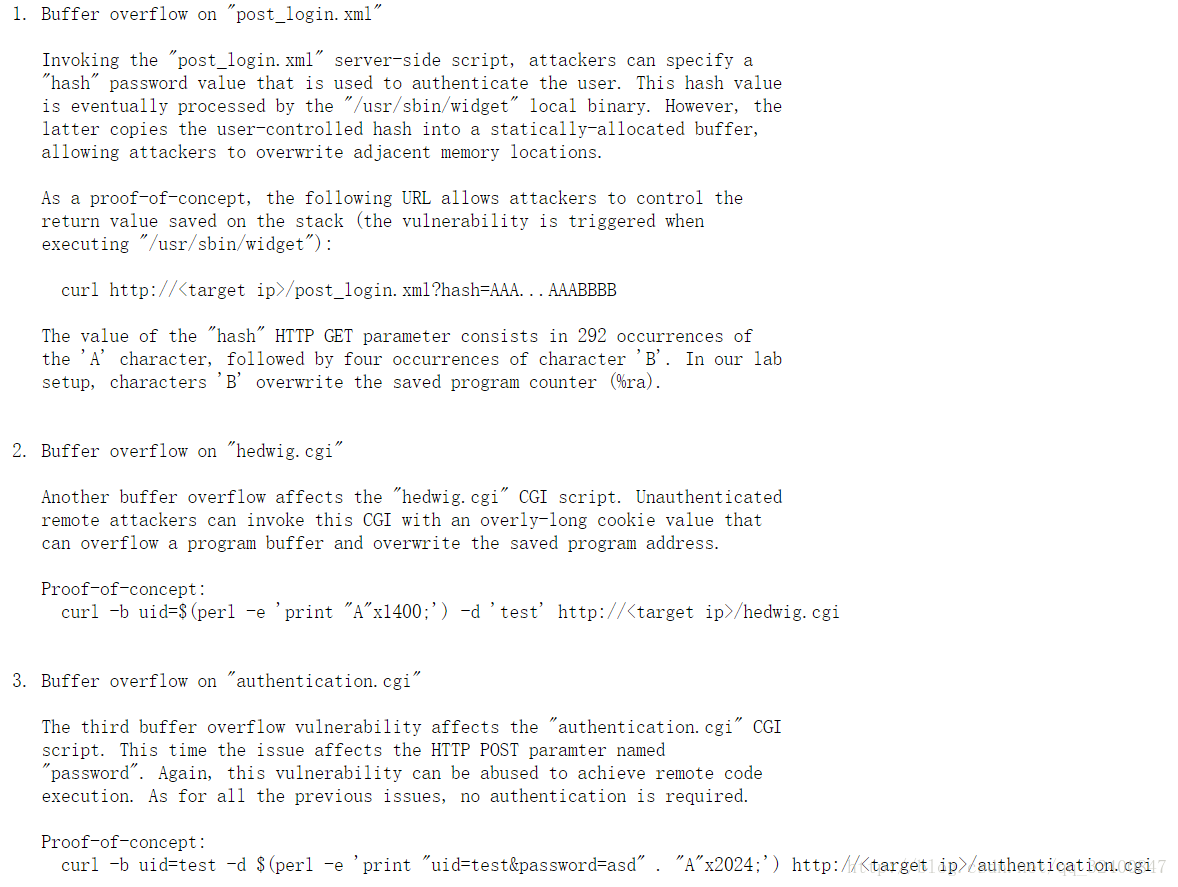 1. Buffer overflow on "post_login.xml"
Invoking the "post_login.xml" server-side script, attackers can specify a
"hash" password value that is used to authenticate the user. This hash value
is eventually processed by the "/usr/sbin/widget" local binary. However, the
latter copies the user-controlled hash into a statically-allocated buffer,
allowing attackers to overwrite adjacent memory locations.
As a proof-of-concept, the following URL allows attackers to control the
return value saved on the stack (the vulnerability is triggered when
executing "/usr/sbin/widget"):
curl http://<target ip>/post_login.xml?hash=AAA...AAABBBB
The value of the "hash" HTTP GET parameter consists in 292 occurrences of
the 'A' character, followed by four occurrences of character 'B'. In our lab
setup, characters 'B' overwrite the saved program counter (%ra).
2. Buffer overflow on "hedwig.cgi"
Another buffer overflow affects the "hedwig.cgi" CGI script. Unauthenticated
remote attackers can invoke this CGI with an overly-long cookie value that
can overflow a program buffer and overwrite the saved program address.
Proof-of-concept:
curl -b uid=$(perl -e 'print "A"x1400;') -d 'test' http://<target ip>/hedwig.cgi
3. Buffer overflow on "authentication.cgi"
The third buffer overflow vulnerability affects the "authentication.cgi" CGI
script. This time the issue affects the HTTP POST paramter named
"password". Again, this vulnerability can be abused to achieve remote code
execution. As for all the previous issues, no authentication is required.
Proof-of-concept:
curl -b uid=test -d $(perl -e 'print "uid=test&password=asd" . "A"x2024;') http://<target ip>/authentication.cgi